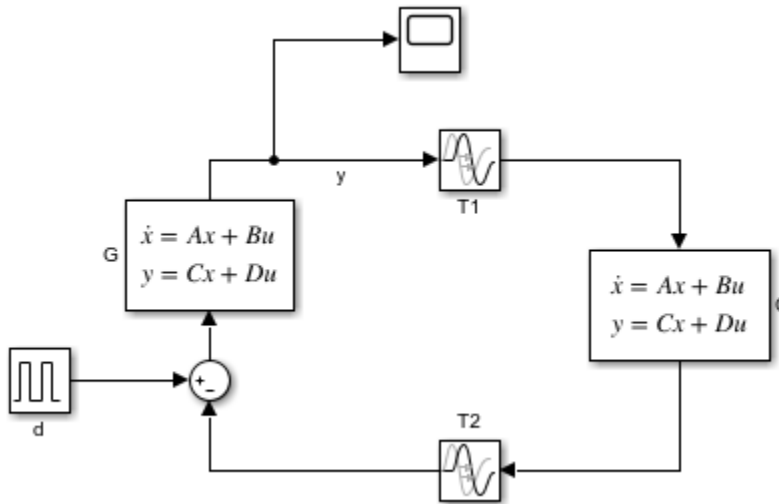 y
T1
G
ẋ = Ax + Bu
y = Cx + Du
ẋ = Ax + Bu
y = Cx + Du
+
−
d
T2